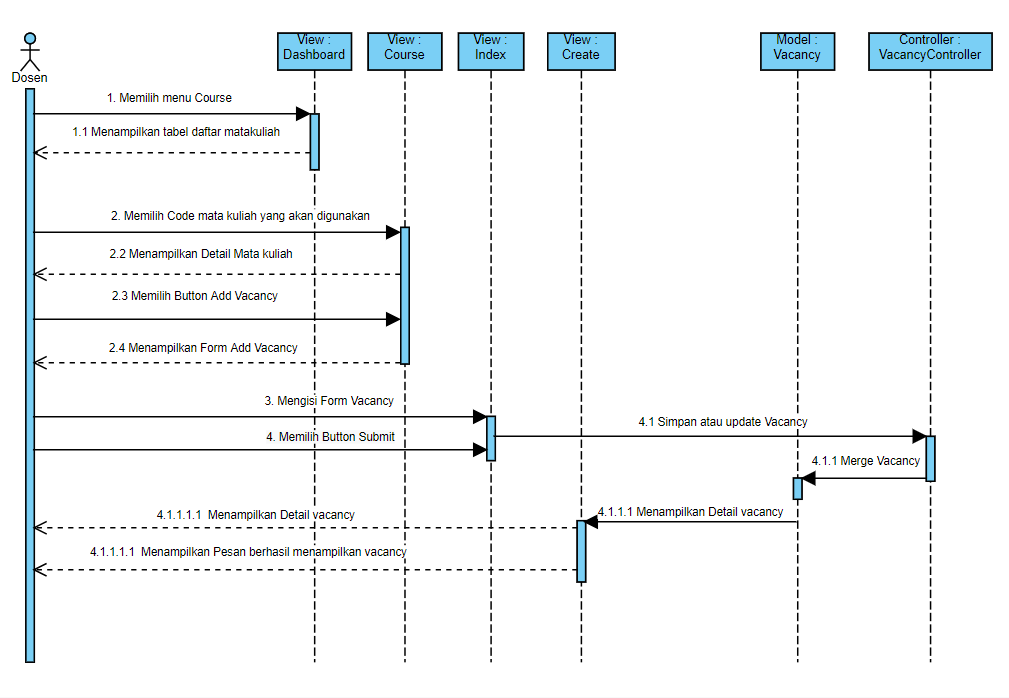 Dosen
View :
Dashboard
View :
Course
View :
Index
View :
Create
Model :
Vacancy
Controller :
VacancyController
1. Memilih menu Course
1.1 Menampilkan tabel daftar matakuliah
2. Memilih Code mata kuliah yang akan digunakan
2.2 Menampilkan Detail Mata kuliah
2.3 Memilih Button Add Vacancy
2.4 Menampilkan Form Add Vacancy
3. Mengisi Form Vacancy
4.1 Simpan atau update Vacancy
4. Memilih Button Submit
4.1.1 Merge Vacancy
4.1.1.1 Menampilkan Detail vacancy
4.1.1.1.1 Menampilkan Detail vacancy
4.1.1.1.1 Menampilkan Pesan berhasil menampilkan vacancy